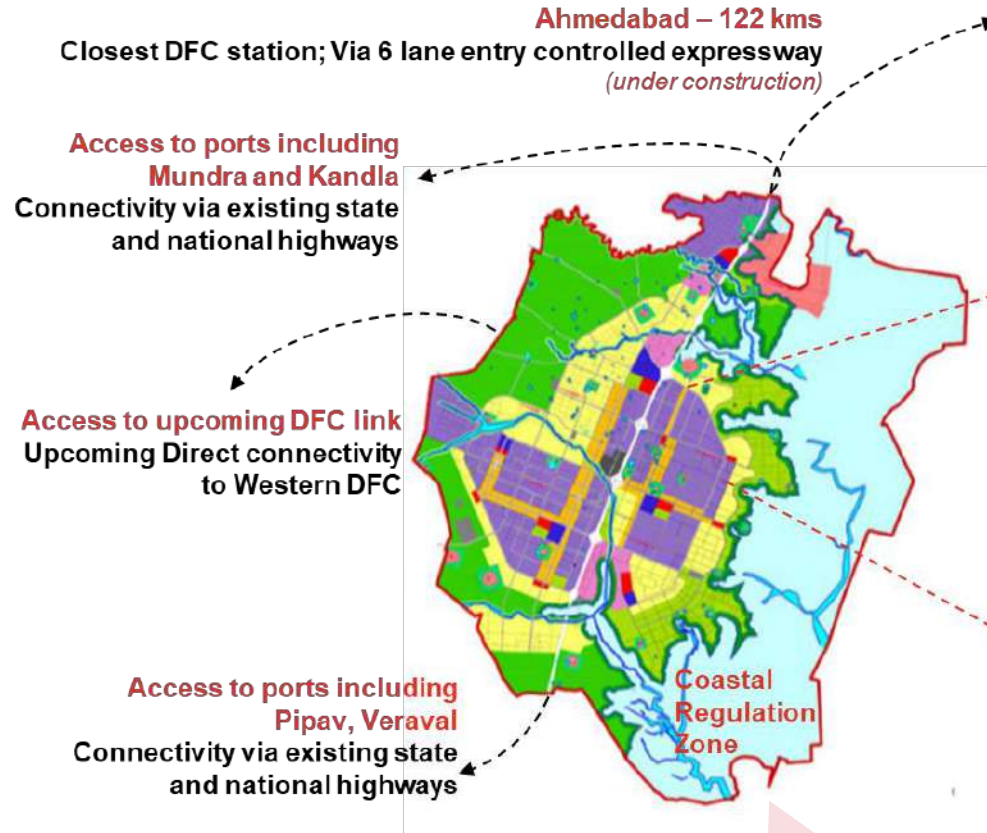 Ahmedabad – 122 kms
Closest DFC station; Via 6 lane entry controlled expressway
(under construction)
Access to ports including
Mundra and Kandla
Connectivity via existing state
and national highways
Access to upcoming DFC link
Upcoming Direct connectivity
to Western DFC
Access to ports including
Pipav, Veraval
Connectivity via existing state
and national highways
Coastal
Regulation
Zone